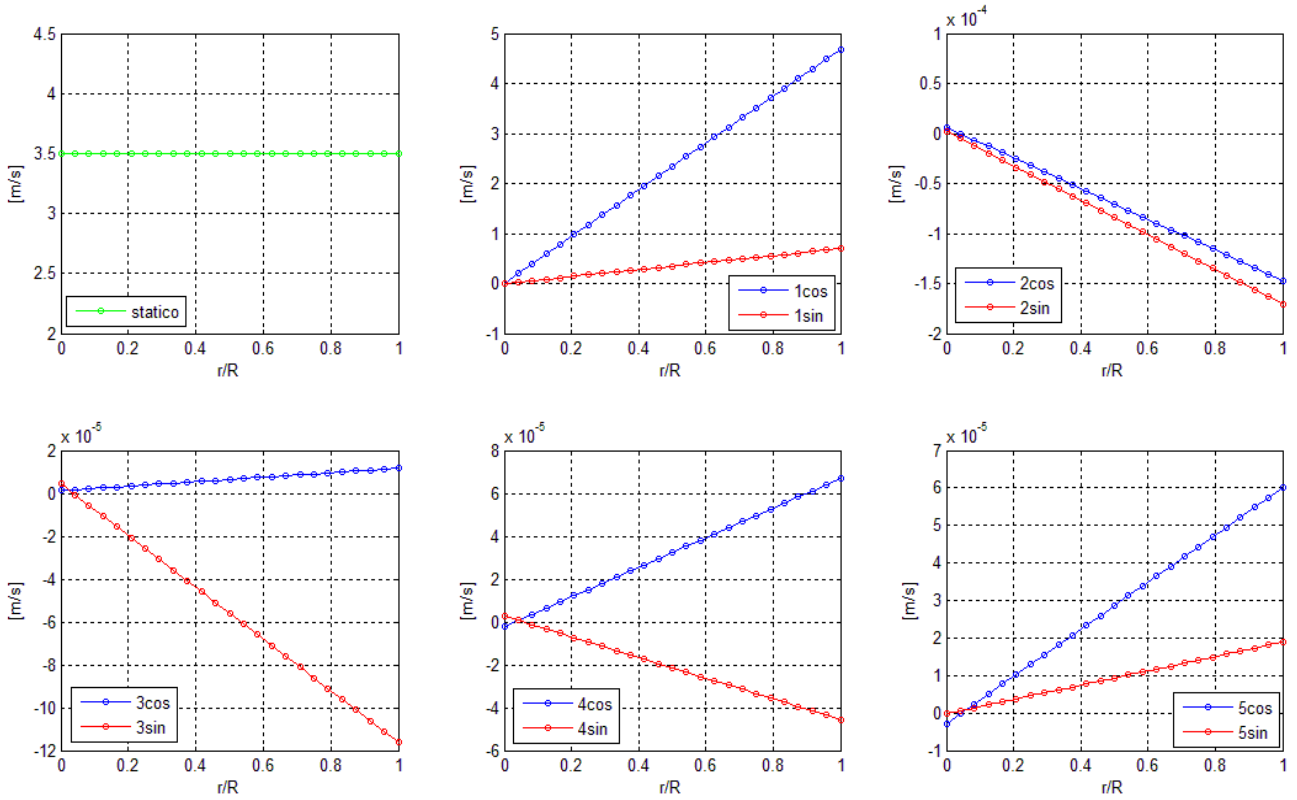 4.5
4
3.5
3
2.5
2
[m/s]
0 0.2 0.4 0.6 0.8 1
r/R
statico
5
4
3
2
1
0
-1
[m/s]
0 0.2 0.4 0.6 0.8 1
r/R
1cos
1sin
x 10^-4
1
0.5
0
-0.5
-1
-1.5
-2
[m/s]
0 0.2 0.4 0.6 0.8 1
r/R
2cos
2sin
x 10^-5
2
0
-2
-4
-6
-8
-10
-12
[m/s]
0 0.2 0.4 0.6 0.8 1
r/R
3cos
3sin
x 10^-5
8
6
4
2
0
-2
-4
-6
[m/s]
0 0.2 0.4 0.6 0.8 1
r/R
4cos
4sin
x 10^-5
7
6
5
4
3
2
1
0
-1
[m/s]
0 0.2 0.4 0.6 0.8 1
r/R
5cos
5sin